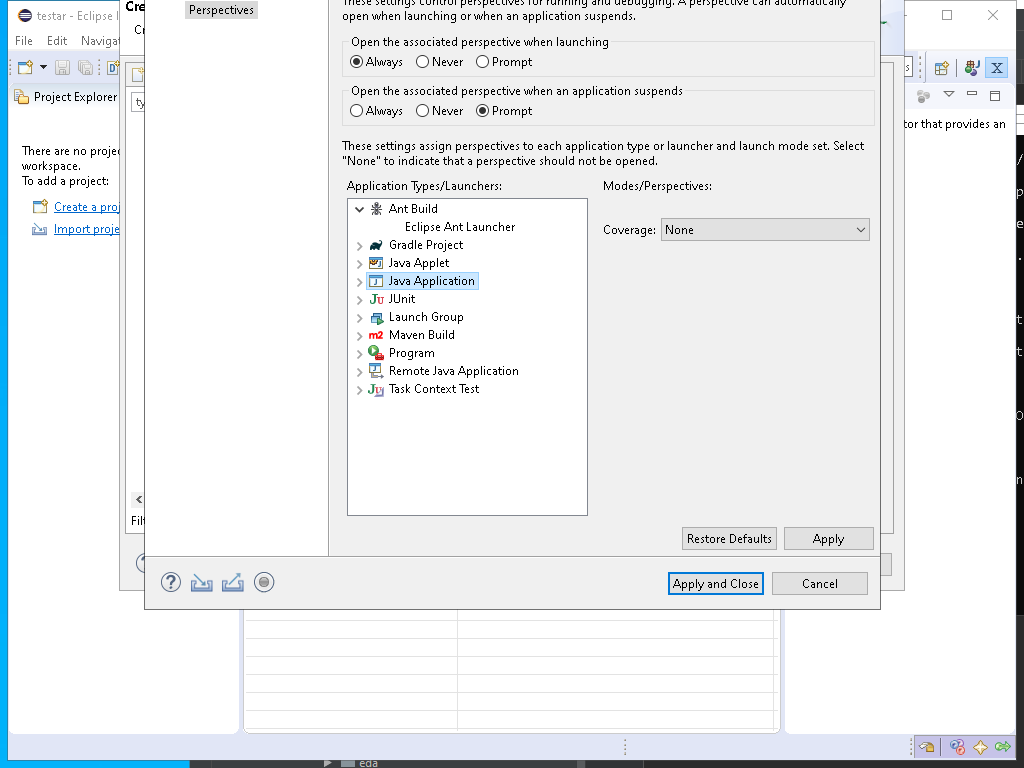 testar - Eclipse I
File Edit Navigat
Project Explorer
There are no projec
workspace.
To add a project:
Create a proj
Import proje
Cre
Cr
ty
Filt
Perspectives
These settings control perspectives for running and debugging. A perspective can automatically
open when launching or when an application suspends.
Open the associated perspective when launching
Always Never Prompt
Open the associated perspective when an application suspends
Always Never Prompt
These settings assign perspectives to each application type or launcher and launch mode set. Select
"None" to indicate that a perspective should not be opened.
Application Types/Launchers:
Modes/Perspectives:
Ant Build
Eclipse Ant Launcher
Gradle Project
Java Applet
Java Application
JUnit
Launch Group
Maven Build
Program
Remote Java Application
Task Context Test
Coverage: None
Restore Defaults Apply
Apply and Close Cancel
tor that provides an
eda